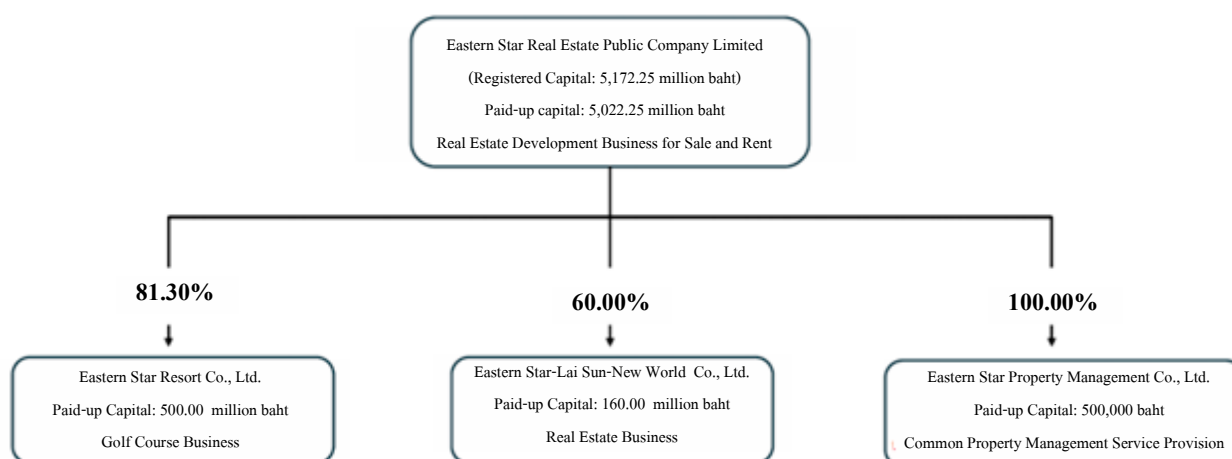 Eastern Star Real Estate Public Company Limited
(Registered Capital: 5,172.25 million baht)
Paid-up capital: 5,022.25 million baht
Real Estate Development Business for Sale and Rent
81.30%
60.00%
100.00%
Eastern Star Resort Co., Ltd.
Paid-up Capital: 500.00 million baht
Golf Course Business
Eastern Star-Lai Sun-New World Co., Ltd.
Paid-up Capital: 160.00 million baht
Real Estate Business
Eastern Star Property Management Co., Ltd.
Paid-up Capital: 500,000 baht
Common Property Management Service Provision